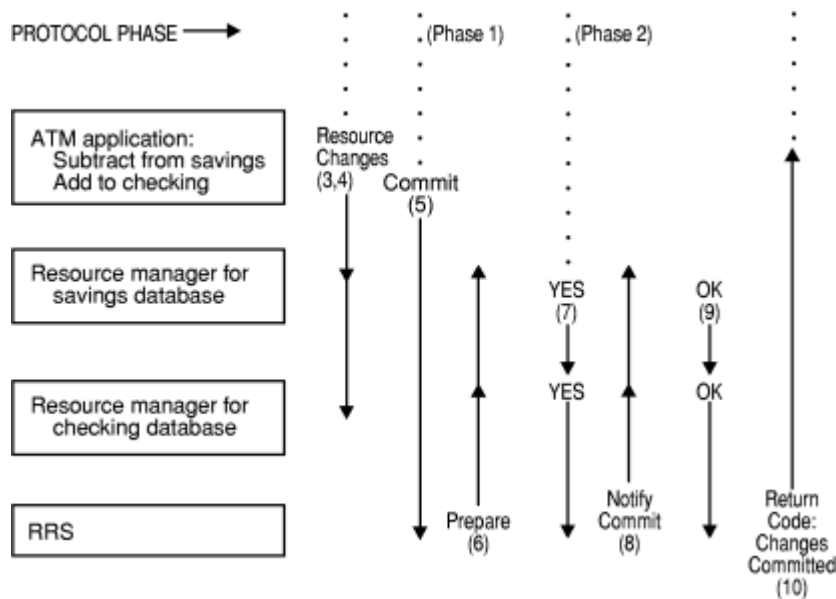 PROTOCOL PHASE
(Phase 1)
(Phase 2)
ATM application:
Subtract from savings
Add to checking
Resource
Changes
(3,4)
Commit
(5)
Resource manager for
savings database
YES
(7)
OK
(9)
Resource manager for
checking database
YES
OK
RRS
Prepare
(6)
Notify
Commit
(8)
Return
Code:
Changes
Committed
(10)